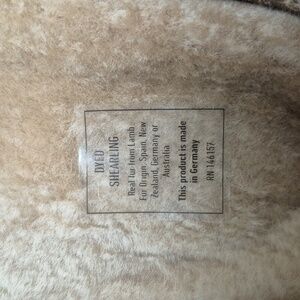 DYED
SHEARLING
Real fur from Lamb.
Fur Origin: Spain, New
Zealand, Germany or
Australia
This product is made
in Germany
RN 146157